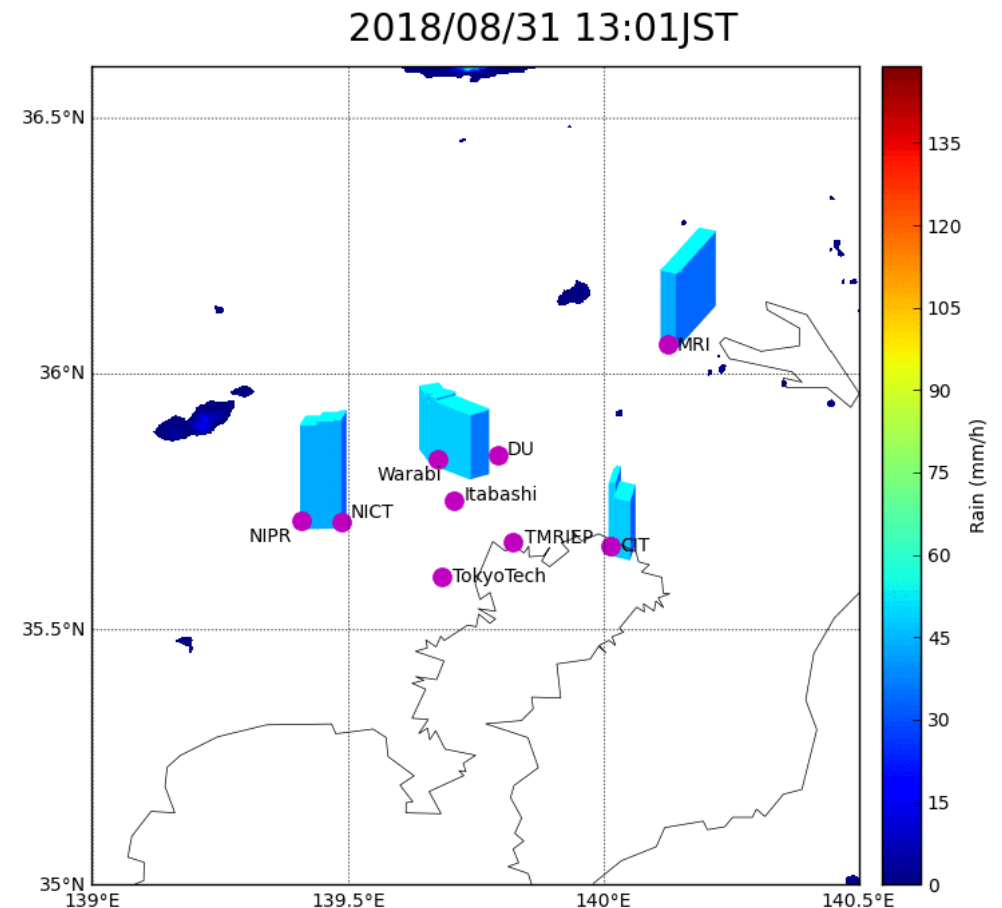 2018/08/31 13:01JST
36.5°N
36°N
35.5°N
35°N
139°E
139.5°E
140°E
140.5°E
MRI
DU
Warabi
Itabashi
NICT
NIPR
TMRIEP
CIT
TokyoTech
135
120
105
90
75
60
45
30
15
0
Rain (mm/h)